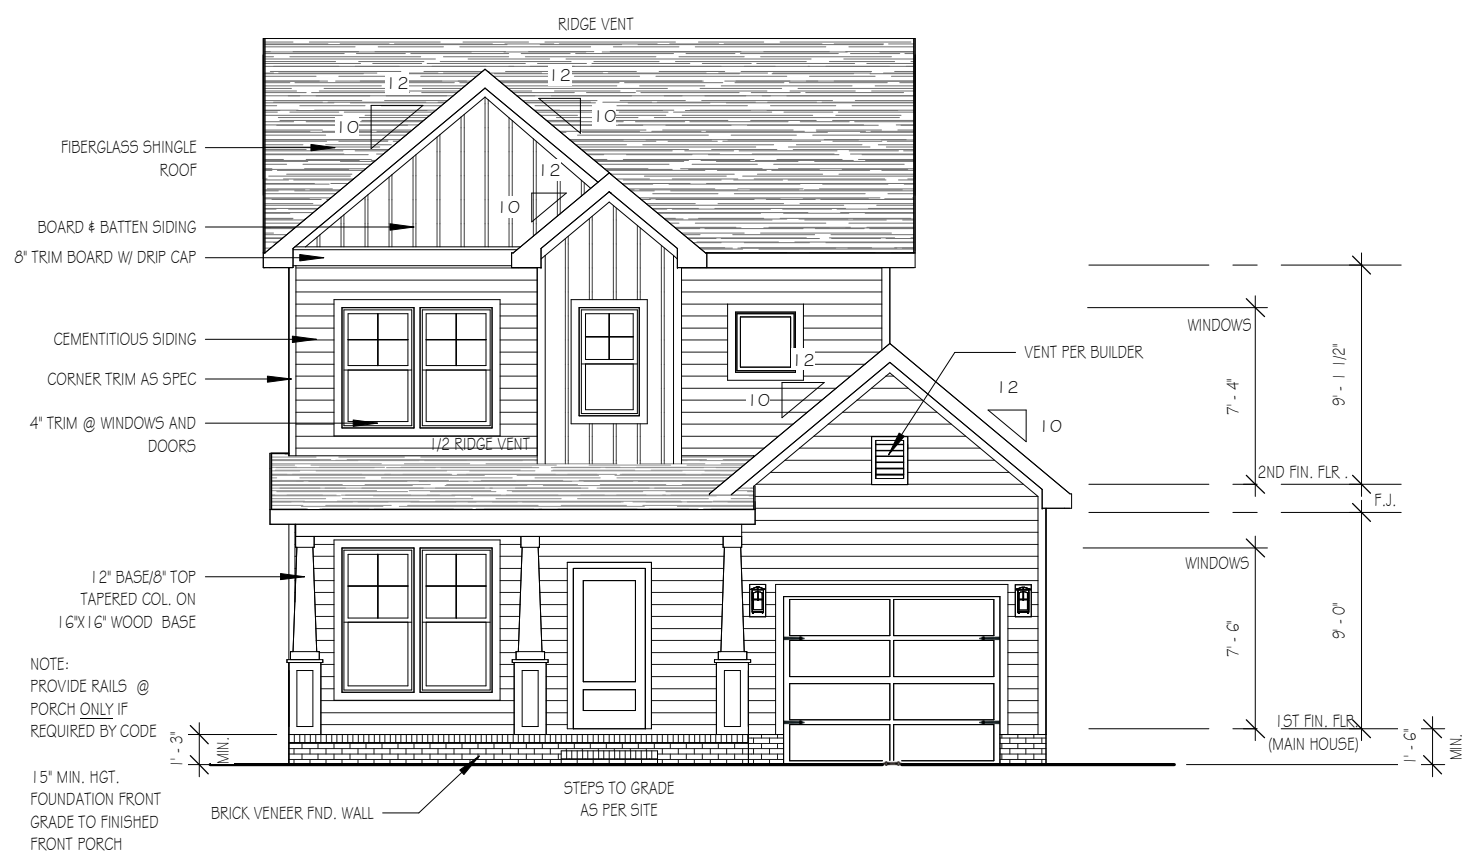 RIDGE VENT
12
12
10
10
FIBERGLASS SHINGLE
ROOF
12
10
BOARD & BATTEN SIDING
8" TRIM BOARD W/ DRIP CAP
CEMENTITIOUS SIDING
CORNER TRIM AS SPEC
4" TRIM @ WINDOWS AND
DOORS
1/2 RIDGE VENT
12
10
VENT PER BUILDER
12
10
WINDOWS
7' - 4"
9' - 1 1/2"
2ND FIN. FLR.
F.J.
WINDOWS
7' - 6"
9' - 0"
1ST FIN. FLR.
(MAIN HOUSE)
1' - 6"
MIN.
12" BASE/8" TOP
TAPERED COL. ON
16"X16" WOOD BASE
NOTE:
PROVIDE RAILS @
PORCH ONLY IF
REQUIRED BY CODE
1' - 3"
MIN.
15" MIN. HGT.
FOUNDATION FRONT
GRADE TO FINISHED
FRONT PORCH
BRICK VENEER FND. WALL
STEPS TO GRADE
AS PER SITE